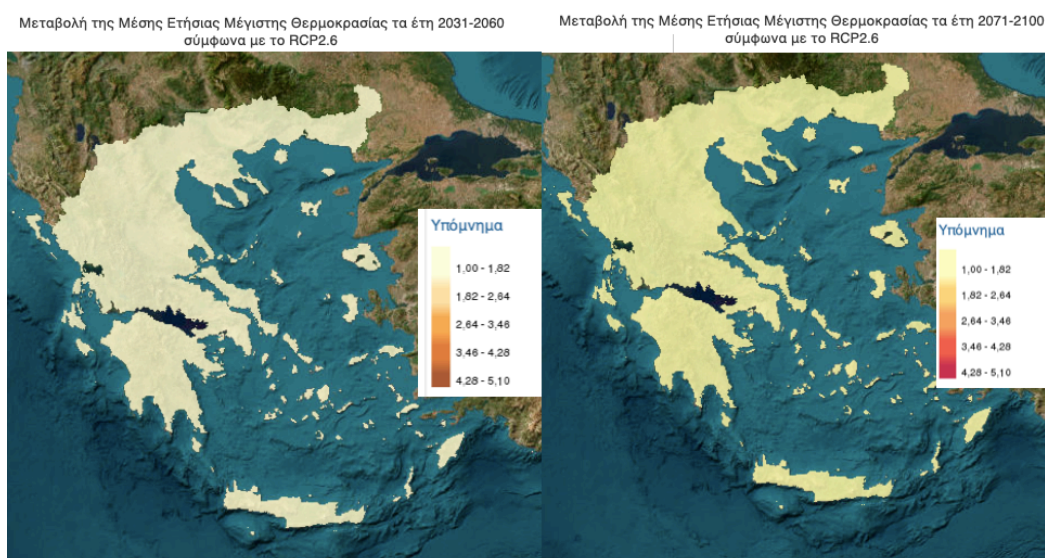 Μεταβολή της Μέσης Ετήσιας Μέγιστης Θερμοκρασίας τα έτη 2031-2060
σύμφωνα με το RCP2.6
Υπόμνημα
1,00 - 1,82
1,82 - 2,64
2,64 - 3,46
3,46 - 4,28
4,28 - 5,10
Μεταβολή της Μέσης Ετήσιας Μέγιστης Θερμοκρασίας τα έτη 2071-2100
σύμφωνα με το RCP2.6
Υπόμνημα
1,00 - 1,82
1,82 - 2,64
2,64 - 3,46
3,46 - 4,28
4,28 - 5,10